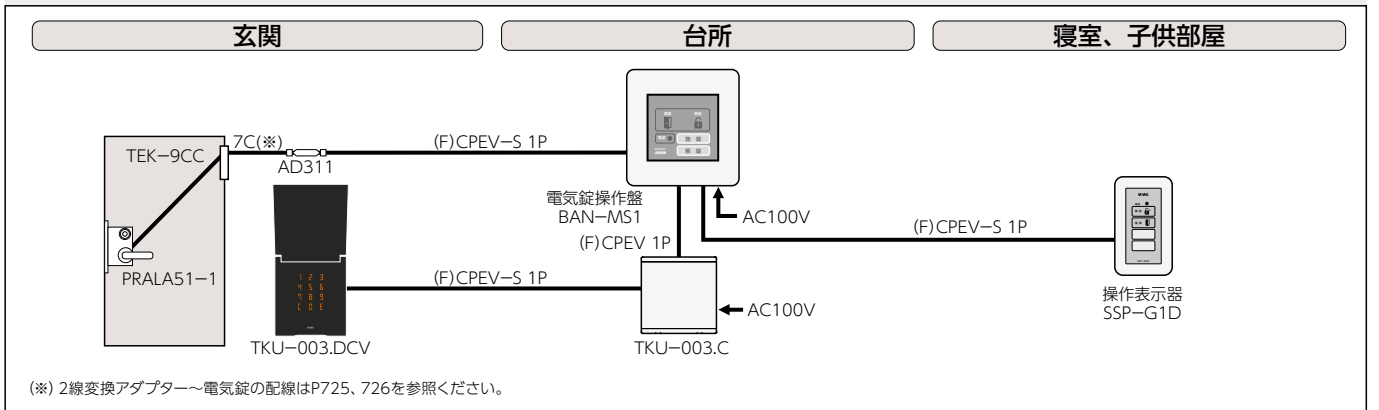 玄関
台所
寝室、子供部屋
TEK−9CC
7C(※)
AD311
(F)CPEV−S 1P
PRALA51−1
1 2 3
4 5 6
7 8 9
C 0 E
TKU−003.DCV
(F)CPEV−S 1P
施 錠
解 錠
電気錠操作盤
BAN−MS1
AC100V
(F)CPEV 1P
TKU−003.C
AC100V
(F)CPEV−S 1P
操作表示器
SSP−G1D
(※) 2線変換アダプター〜電気錠の配線はP725、726を参照ください。